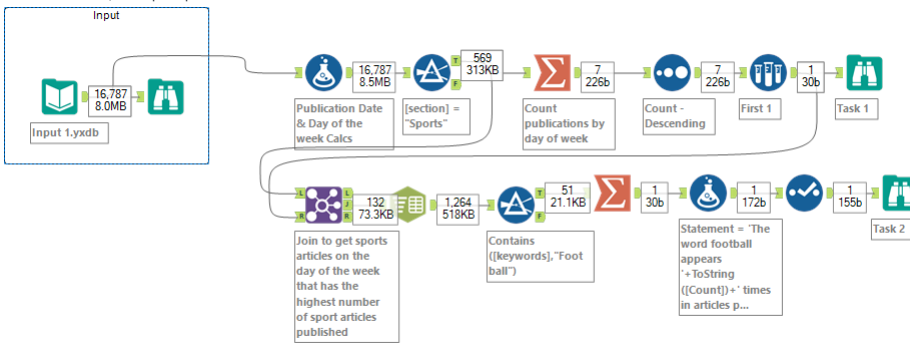 Input
Input 1.yxdb
16,787
8.0MB
Publication Date
& Day of the
week Calcs
16,787
8.5MB
[section] =
"Sports"
T
F
569
313KB
Count
publications by
day of week
7
226b
Count -
Descending
7
226b
First 1
1
30b
Task 1
L
R
L
J
R
Join to get sports
articles on the
day of the week
that has the
highest number
of sport articles
published
132
73.3KB
1,264
518KB
Contains
([keywords],"Foot
ball")
T
F
51
21.1KB
1
30b
Statement = 'The
word football
appears
'+ToString
([Count])+' times
in articles p...
1
172b
1
155b
Task 2